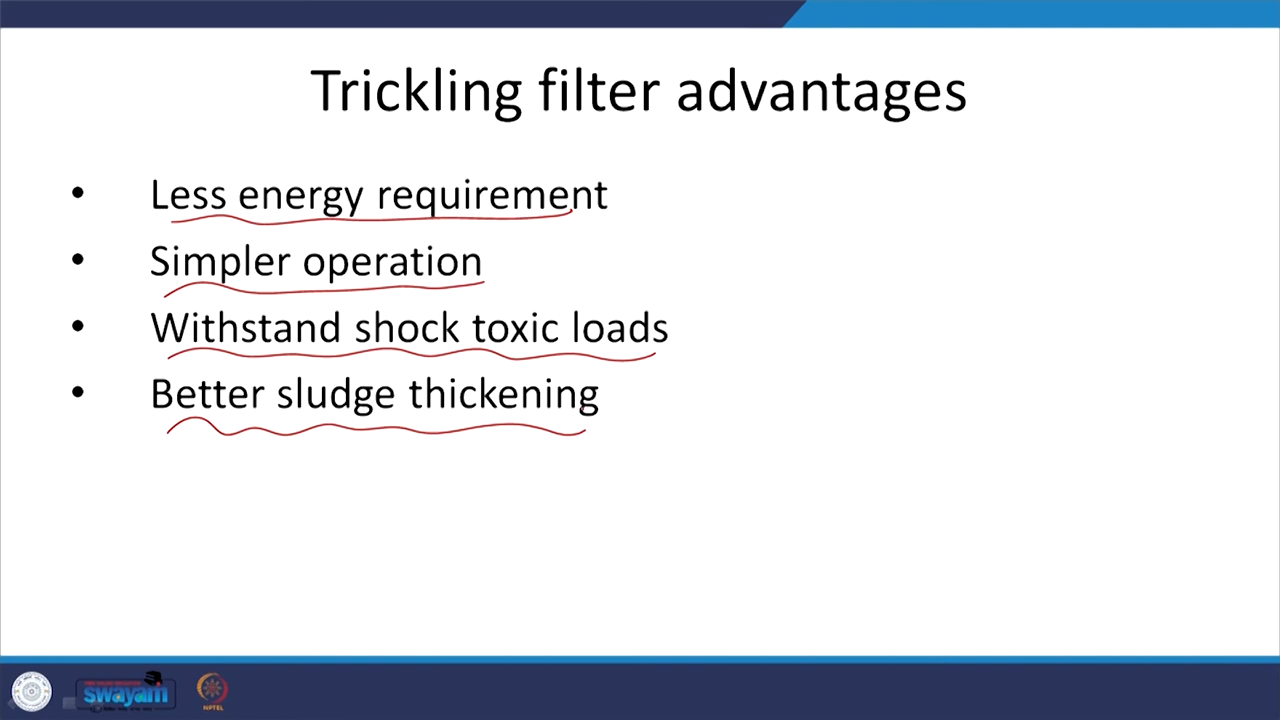 Trickling filter advantages
• Less energy requirement
• Simpler operation
• Withstand shock toxic loads
• Better sludge thickening
swayam
NPTEL